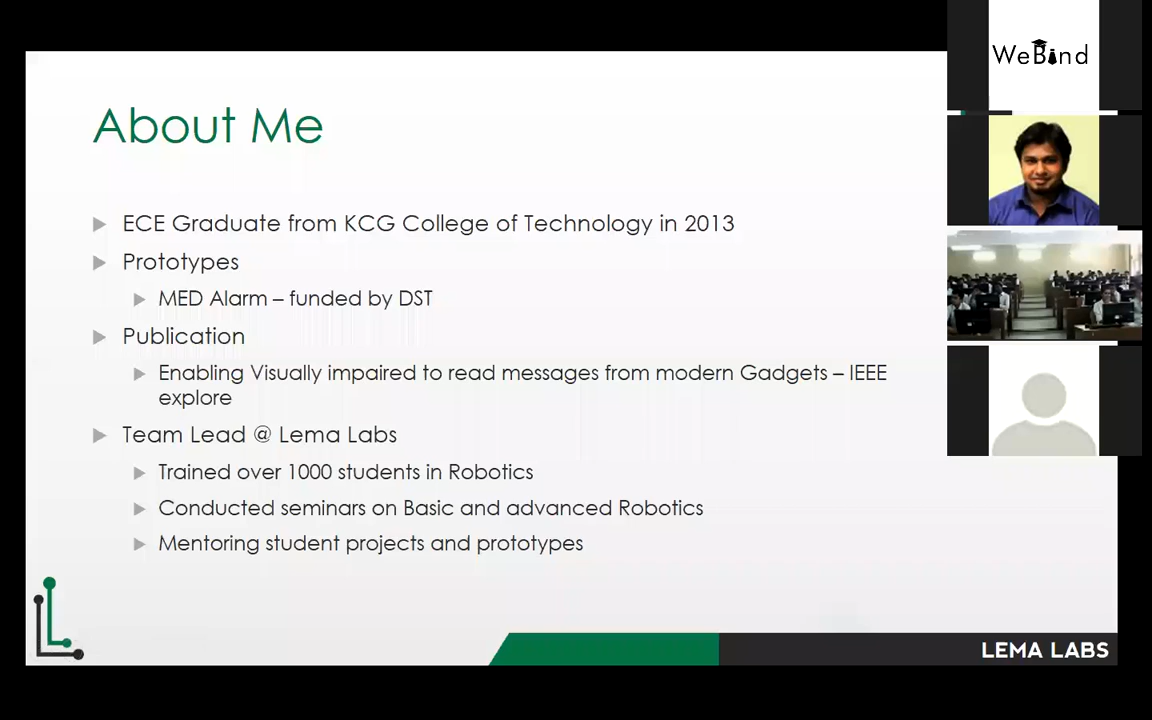 WeBind
About Me
ECE Graduate from KCG College of Technology in 2013
Prototypes
MED Alarm – funded by DST
Publication
Enabling Visually impaired to read messages from modern Gadgets – IEEE
explore
Team Lead @ Lema Labs
Trained over 1000 students in Robotics
Conducted seminars on Basic and advanced Robotics
Mentoring student projects and prototypes
LEMA LABS